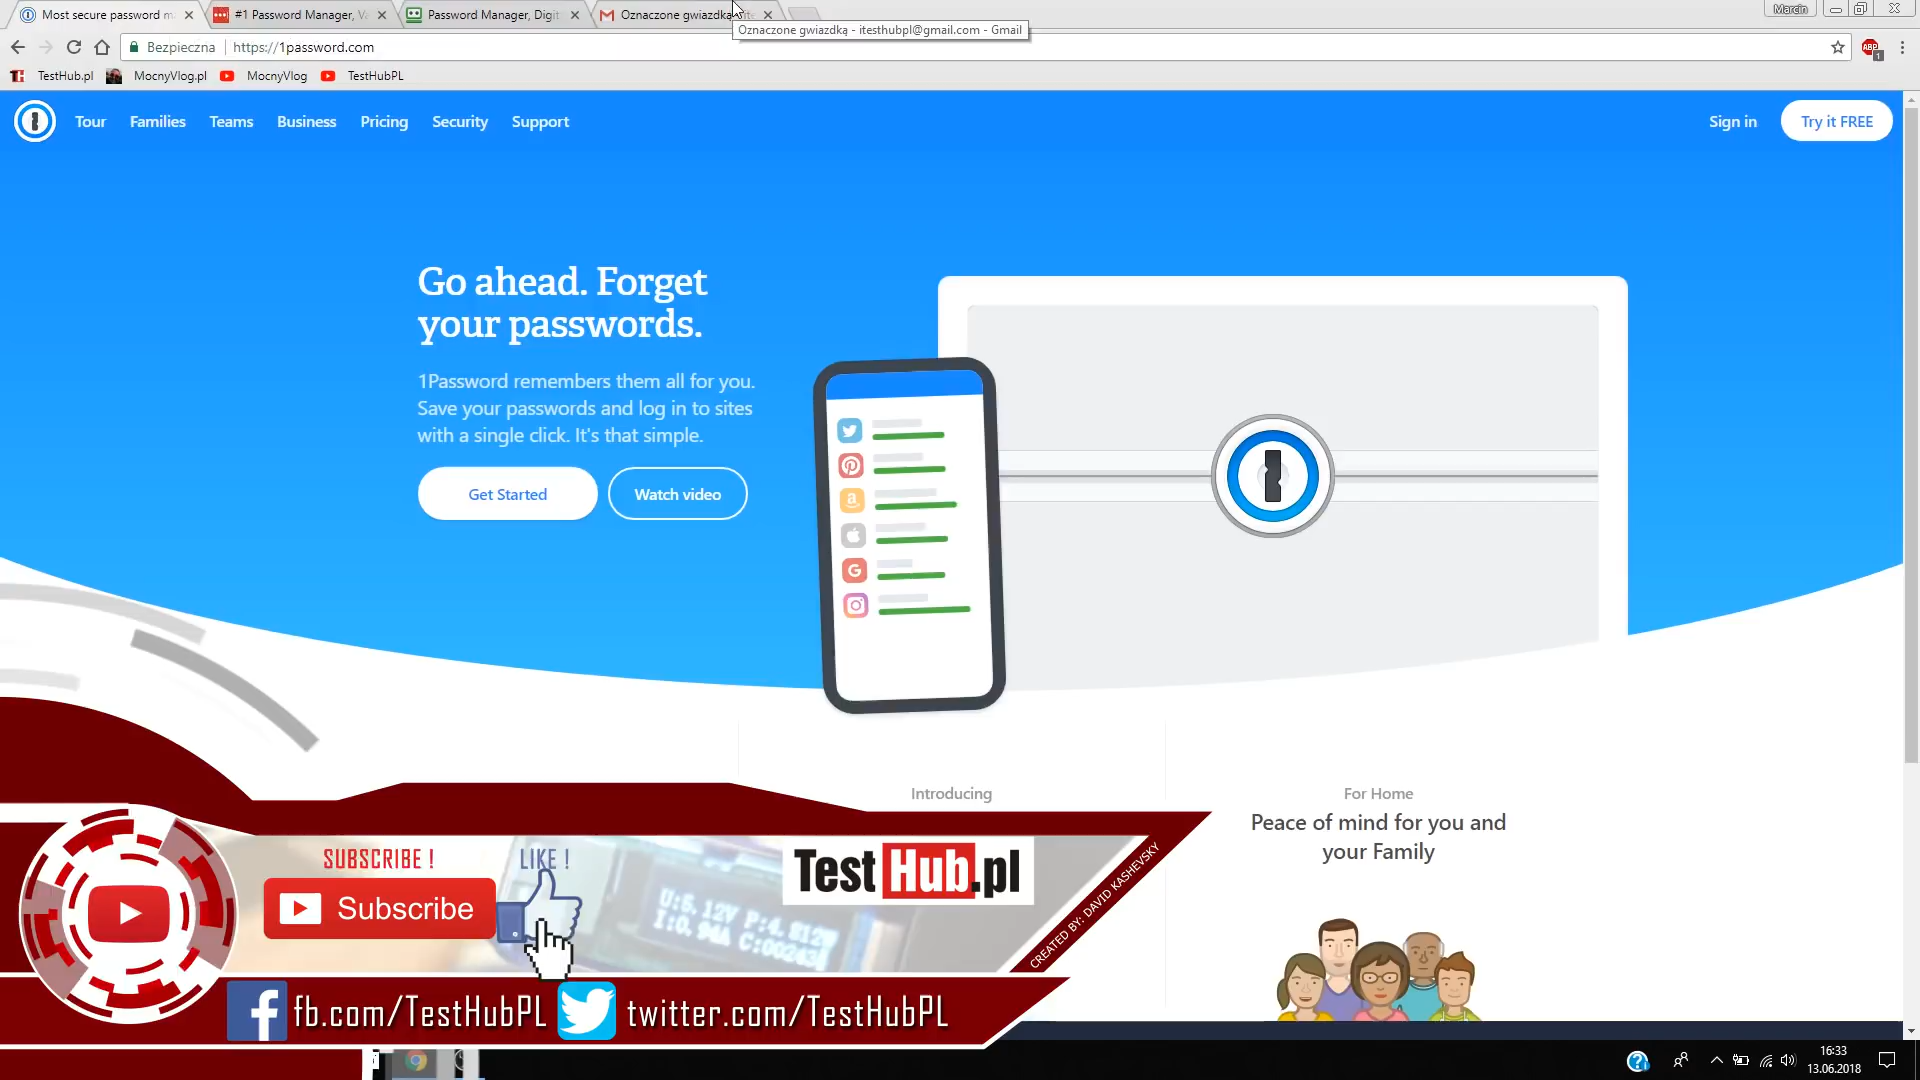 Most secure password m
#1 Password Manager, V
Password Manager, Digit
Oznaczone gwiazdką
Marcin
Oznaczone gwiazdką - itesthubpl@gmail.com - Gmail
Bezpieczna
https://1password.com
ABP
1
TH
TestHub.pl
MocnyVlog.pl
MocnyVlog
TestHubPL
Tour
Families
Teams
Business
Pricing
Security
Support
Sign in
Try it FREE
Go ahead. Forget
your passwords.
1Password remembers them all for you.
Save your passwords and log in to sites
with a single click. It's that simple.
Get Started
Watch video
Introducing
For Home
Peace of mind for you and
your Family
SUBSCRIBE !
LIKE !
Subscribe
TestHub.pl
CREATED BY: DAVID KASHEVSKY
fb.com/TestHubPL
twitter.com/TestHubPL
16:33
13.06.2018